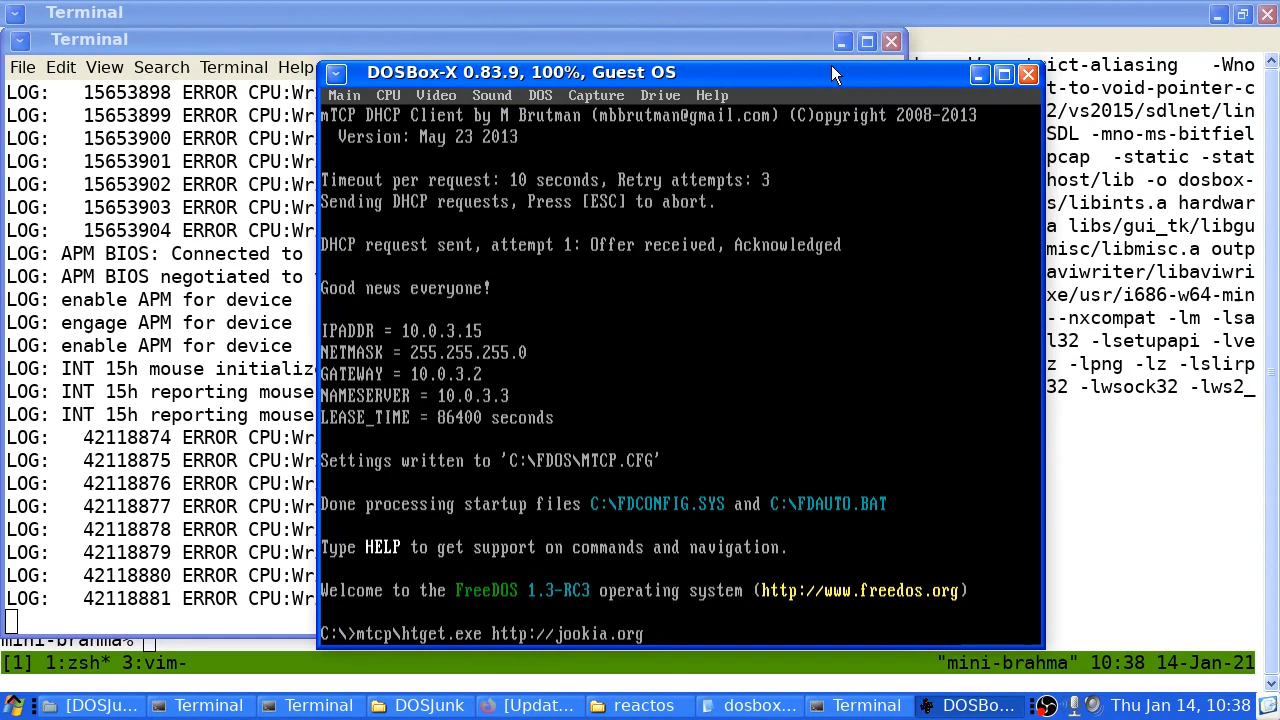 Terminal
Terminal
File Edit View Search Terminal Help
LOG: 15653898 ERROR CPU:Wr
LOG: 15653899 ERROR CPU:Wr
LOG: 15653900 ERROR CPU:Wr
LOG: 15653901 ERROR CPU:Wr
LOG: 15653902 ERROR CPU:Wr
LOG: 15653903 ERROR CPU:Wr
LOG: 15653904 ERROR CPU:Wr
LOG: APM BIOS: Connected to
LOG: APM BIOS negotiated to
LOG: enable APM for device
LOG: engage APM for device
LOG: enable APM for device
LOG: INT 15h mouse initializ
LOG: INT 15h reporting mouse
LOG: INT 15h reporting mouse
LOG: 42118874 ERROR CPU:Wr
LOG: 42118875 ERROR CPU:Wr
LOG: 42118876 ERROR CPU:Wr
LOG: 42118877 ERROR CPU:Wr
LOG: 42118878 ERROR CPU:Wr
LOG: 42118879 ERROR CPU:Wr
LOG: 42118880 ERROR CPU:Wr
LOG: 42118881 ERROR CPU:Wr
DOSBox-X 0.83.9, 100%, Guest OS
Main CPU Video Sound DOS Capture Drive Help
mTCP DHCP Client by M Brutman (mbbrutman@gmail.com) (C)opyright 2008-2013
Version: May 23 2013
Timeout per request: 10 seconds, Retry attempts: 3
Sending DHCP requests, Press [ESC] to abort.
DHCP request sent, attempt 1: Offer received, Acknowledged
Good news everyone!
IPADDR = 10.0.3.15
NETMASK = 255.255.255.0
GATEWAY = 10.0.3.2
NAMESERVER = 10.0.3.3
LEASE_TIME = 86400 seconds
Settings written to 'C:\FDOS\MTCP.CFG'
Done processing startup files C:\FDCONFIG.SYS and C:\FDAUTO.BAT
Type HELP to get support on commands and navigation.
Welcome to the FreeDOS 1.3-RC3 operating system (http://www.freedos.org)
C:\>mtcp\htget.exe http://jookia.org
ict-aliasing -Wno
t-to-void-pointer-c
2/vs2015/sdlnet/lin
SDL -mno-ms-bitfiel
pcap -static -stat
host/lib -o dosbox-
s/libints.a hardwar
a libs/gui_tk/libgu
misc/libmisc.a outp
aviwriter/libaviwri
xe/usr/i686-w64-min
--nxcompat -lm -lsa
l32 -lsetupapi -lve
z -lpng -lz -lslirp
32 -lwsock32 -lws2_
mini-brahma%
[1] 1:zsh* 3:vim- "mini-brahma" 10:38 14-Jan-21
[DOSJu... Terminal Terminal DOSJunk [Updat... reactos dosbox... Terminal DOSBo... Thu Jan 14, 10:38